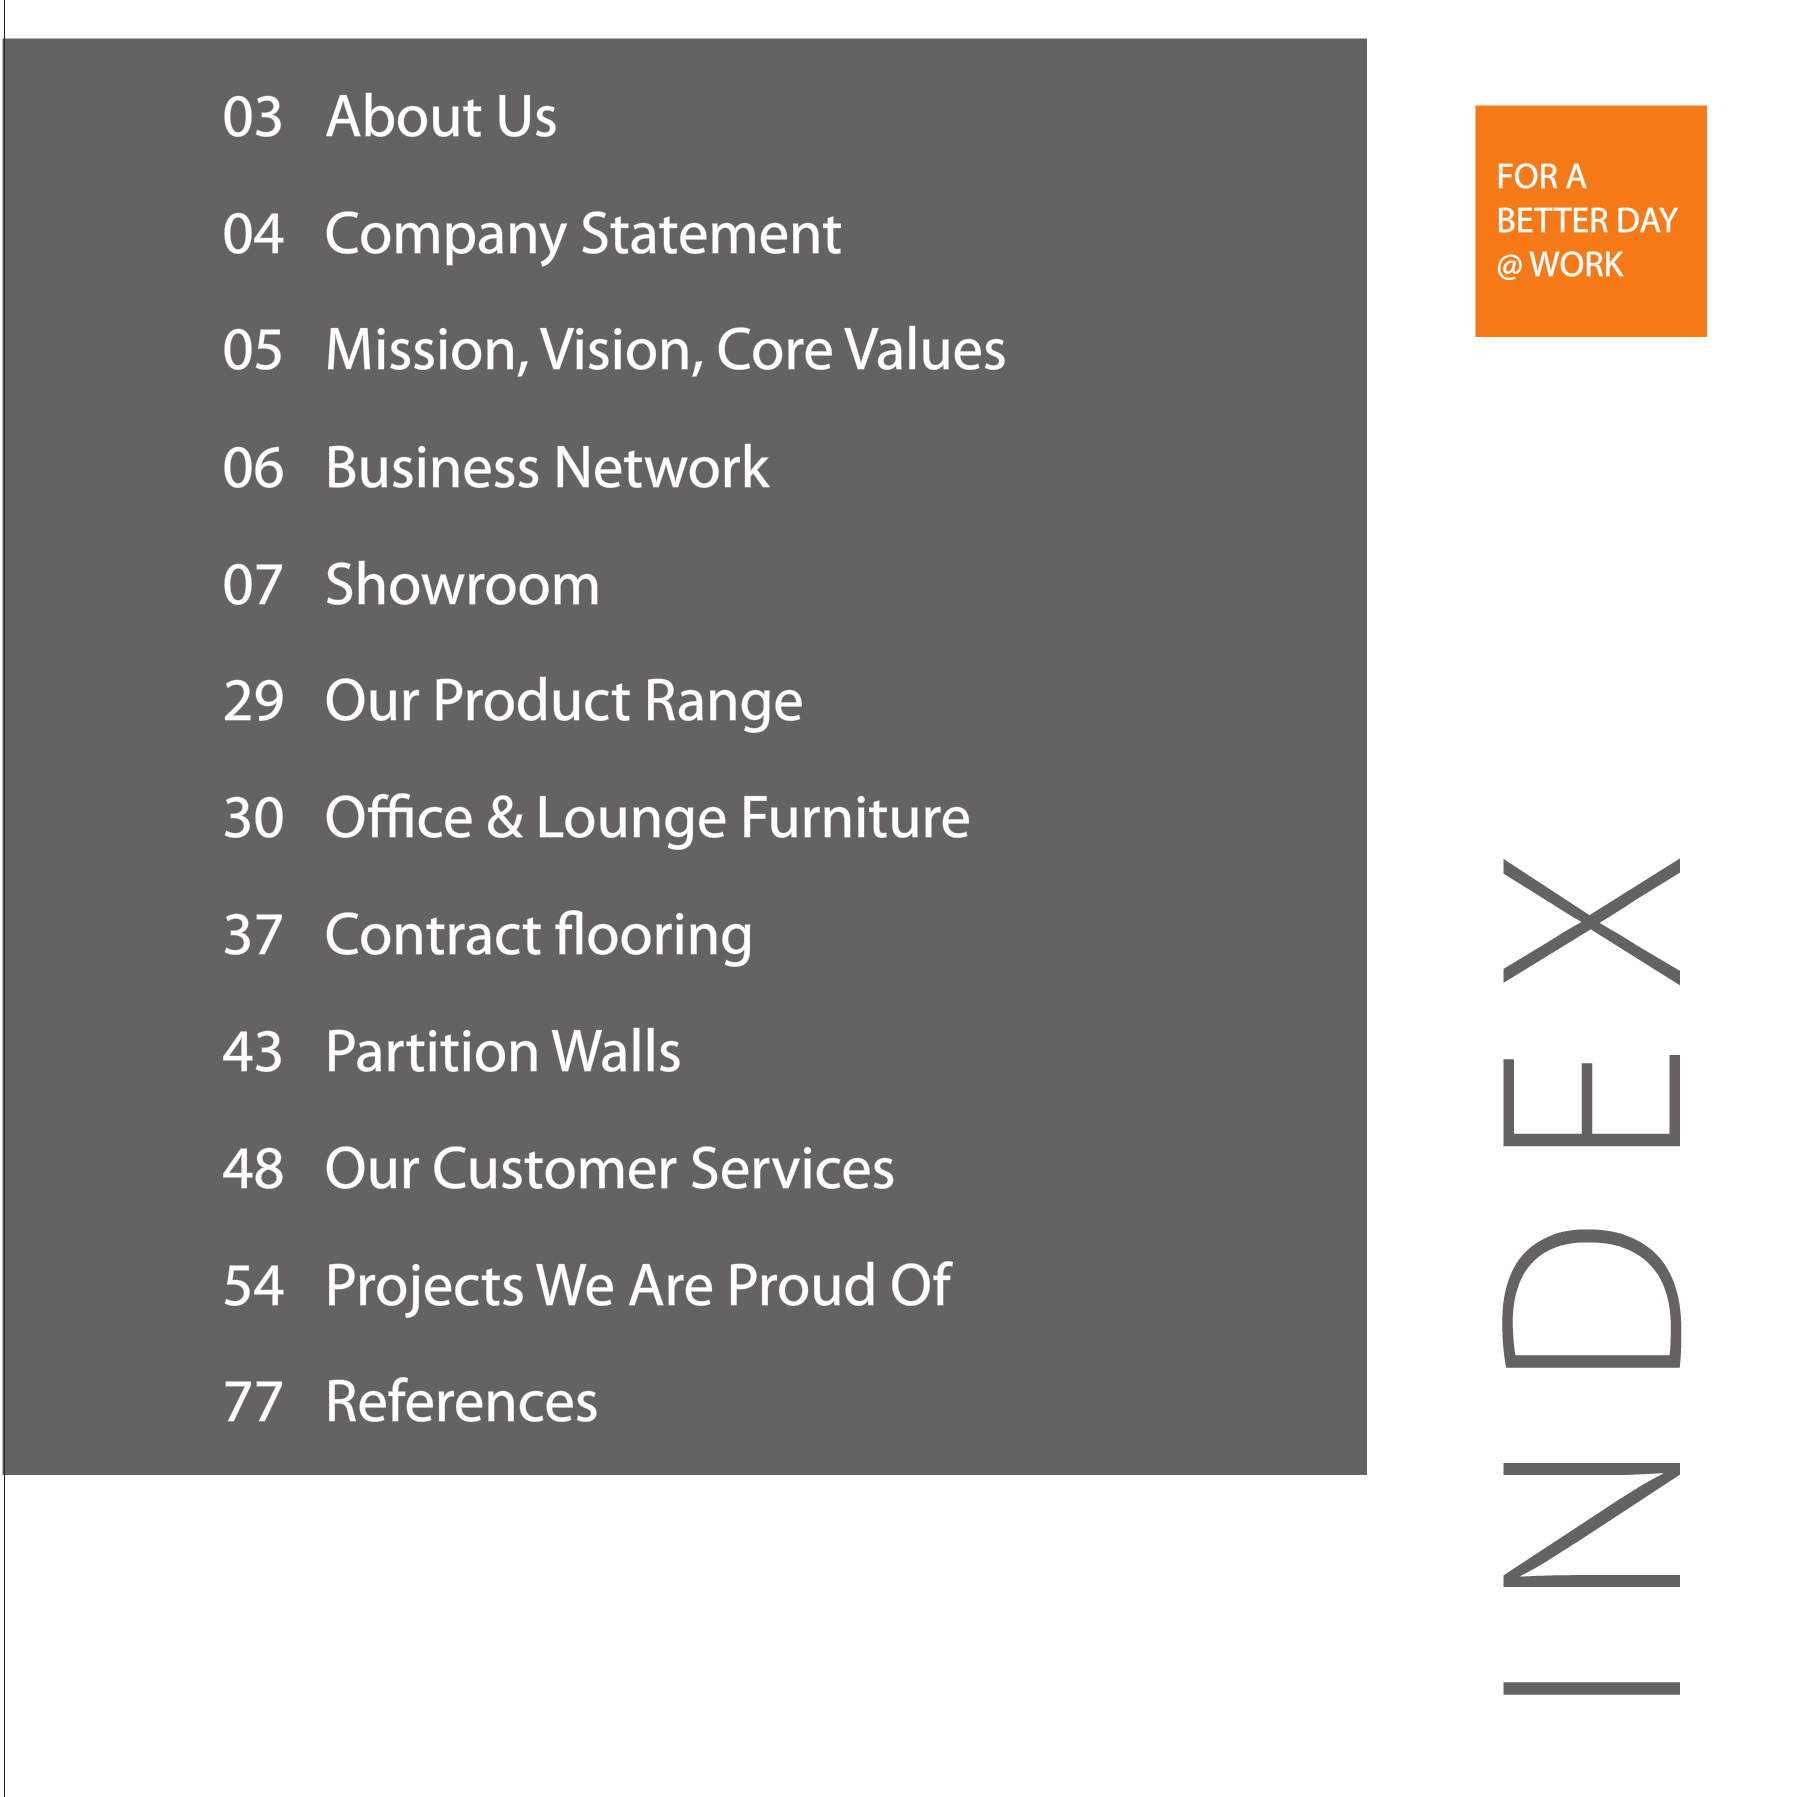 03 About Us
04 Company Statement
05 Mission, Vision, Core Values
06 Business Network
07 Showroom
29 Our Product Range
30 Office & Lounge Furniture
37 Contract flooring
43 Partition Walls
48 Our Customer Services
54 Projects We Are Proud Of
77 References
FOR A
BETTER DAY
@ WORK
INDEX